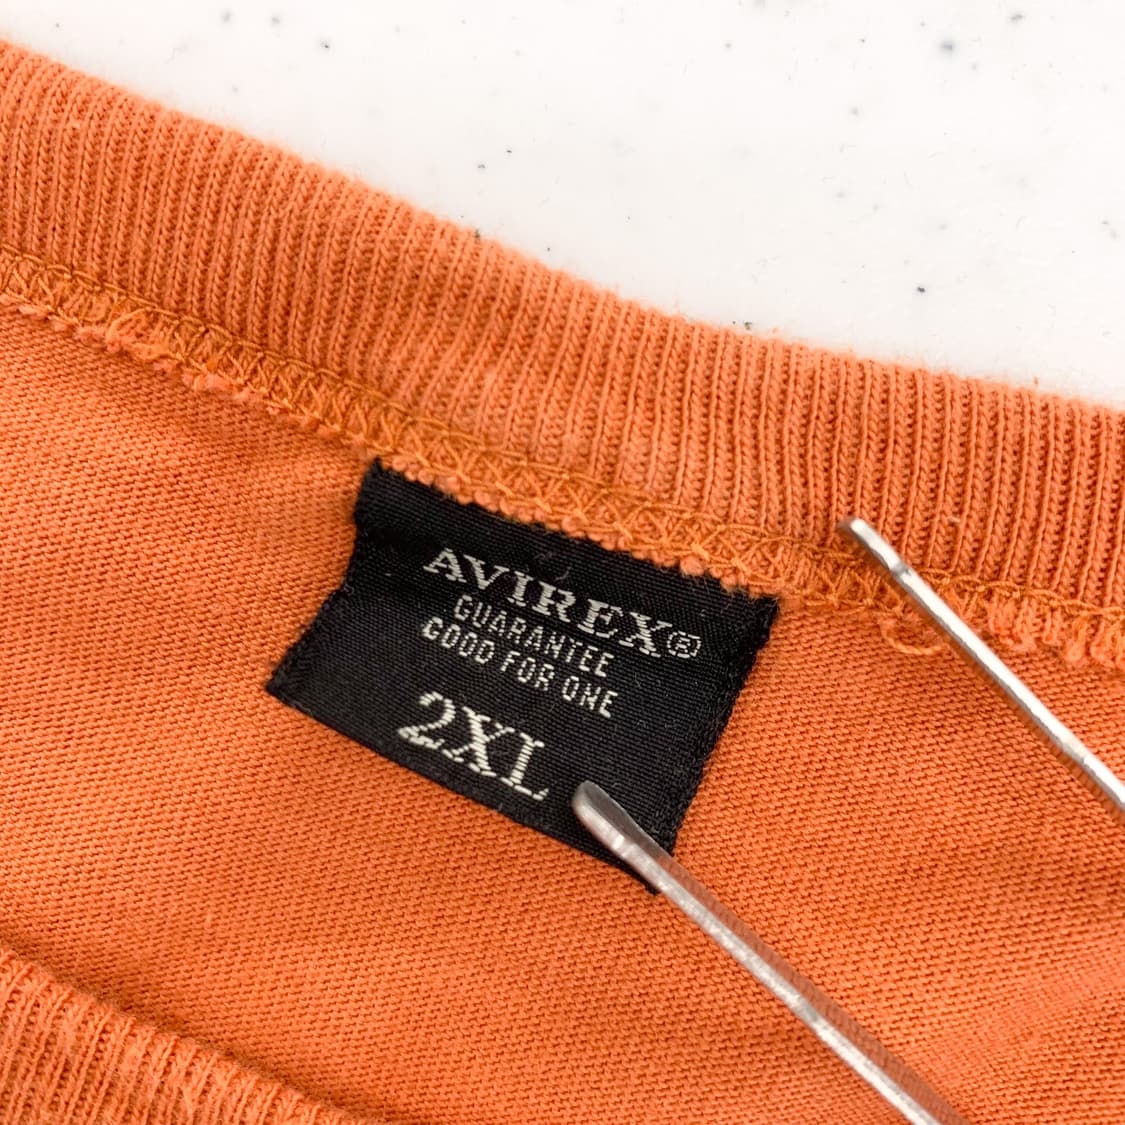 AVIREX®
GUARANTEE
GOOD FOR ONE
2XL